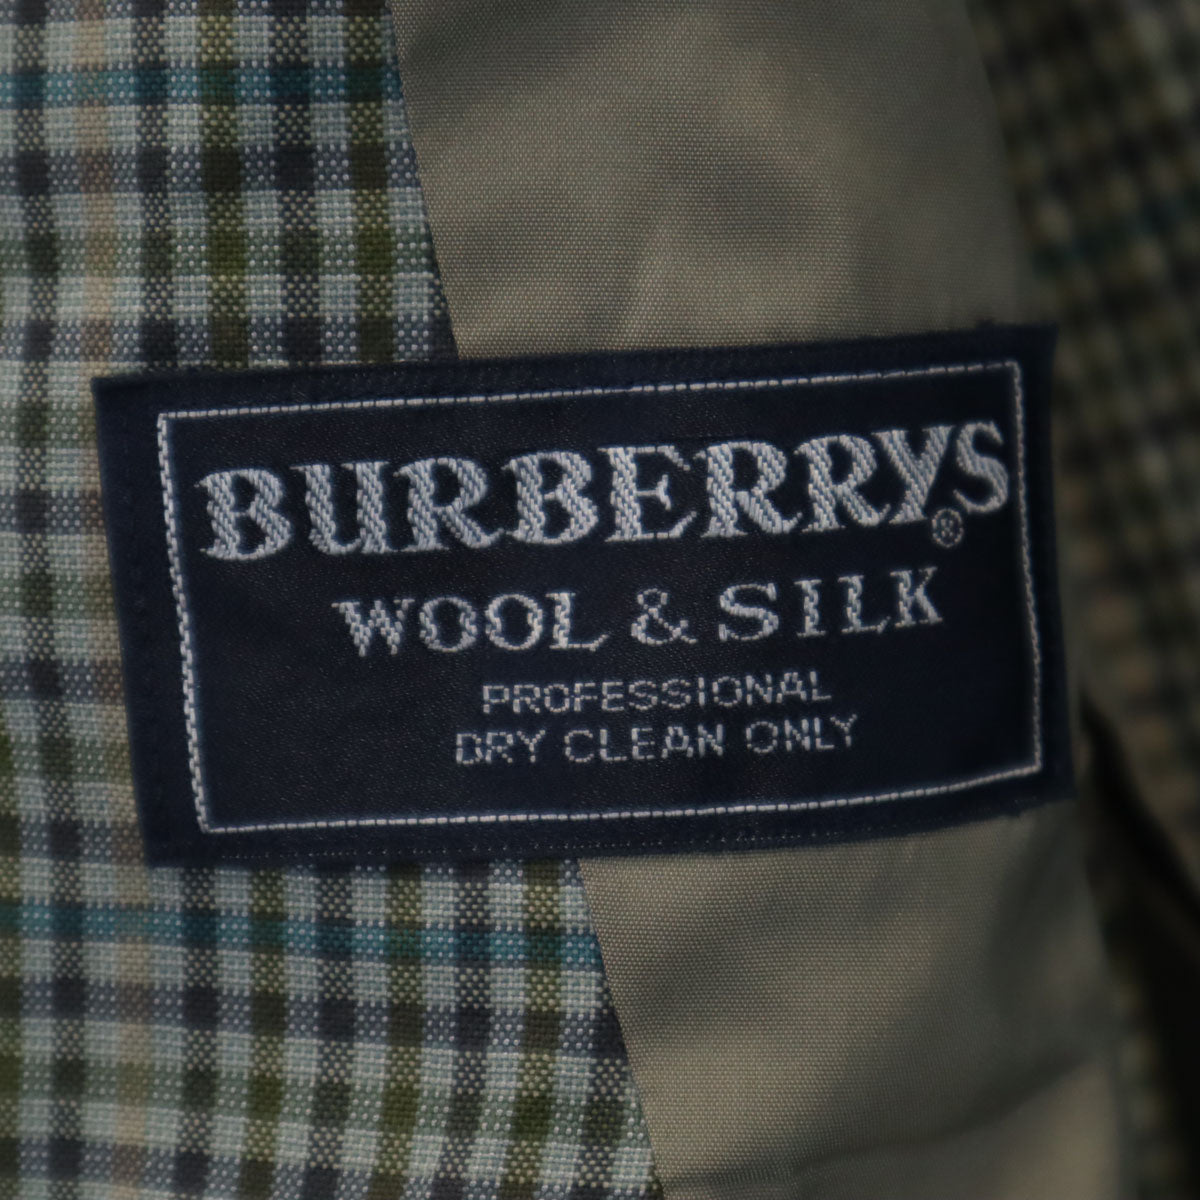 BURBERRYS®
WOOL & SILK
PROFESSIONAL
DRY CLEAN ONLY